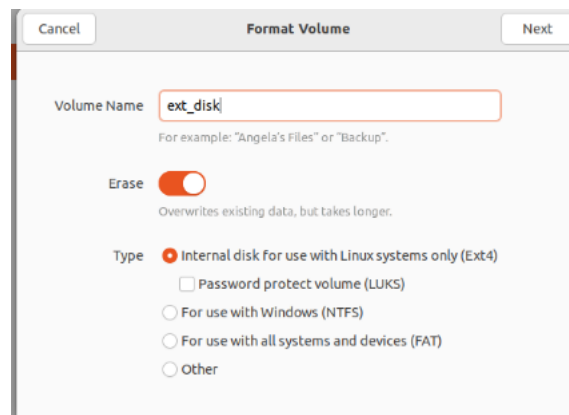 Cancel Format Volume Next
Volume Name ext_disk
For example: "Angela's Files" or "Backup".
Erase
Overwrites existing data, but takes longer.
Type Internal disk for use with Linux systems only (Ext4)
Password protect volume (LUKS)
For use with Windows (NTFS)
For use with all systems and devices (FAT)
Other